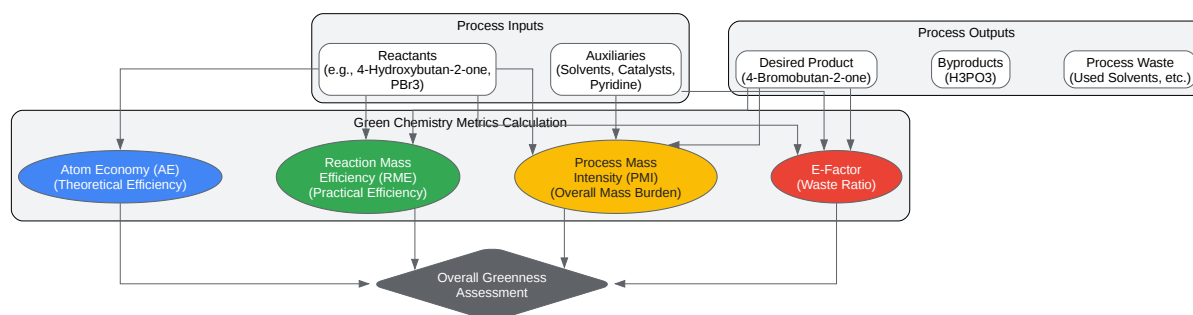 Process Inputs
Reactants
(e.g., 4-Hydroxybutan-2-one,
PBr3)
Auxiliaries
(Solvents, Catalysts,
Pyridine)
Process Outputs
Desired Product
(4-Bromobutan-2-one)
Byproducts
(H3PO3)
Process Waste
(Used Solvents, etc.)
Green Chemistry Metrics Calculation
Atom Economy (AE)
(Theoretical Efficiency)
Reaction Mass
Efficiency (RME)
(Practical Efficiency)
Process Mass
Intensity (PMI)
(Overall Mass Burden)
E-Factor
(Waste Ratio)
Overall Greenness
Assessment